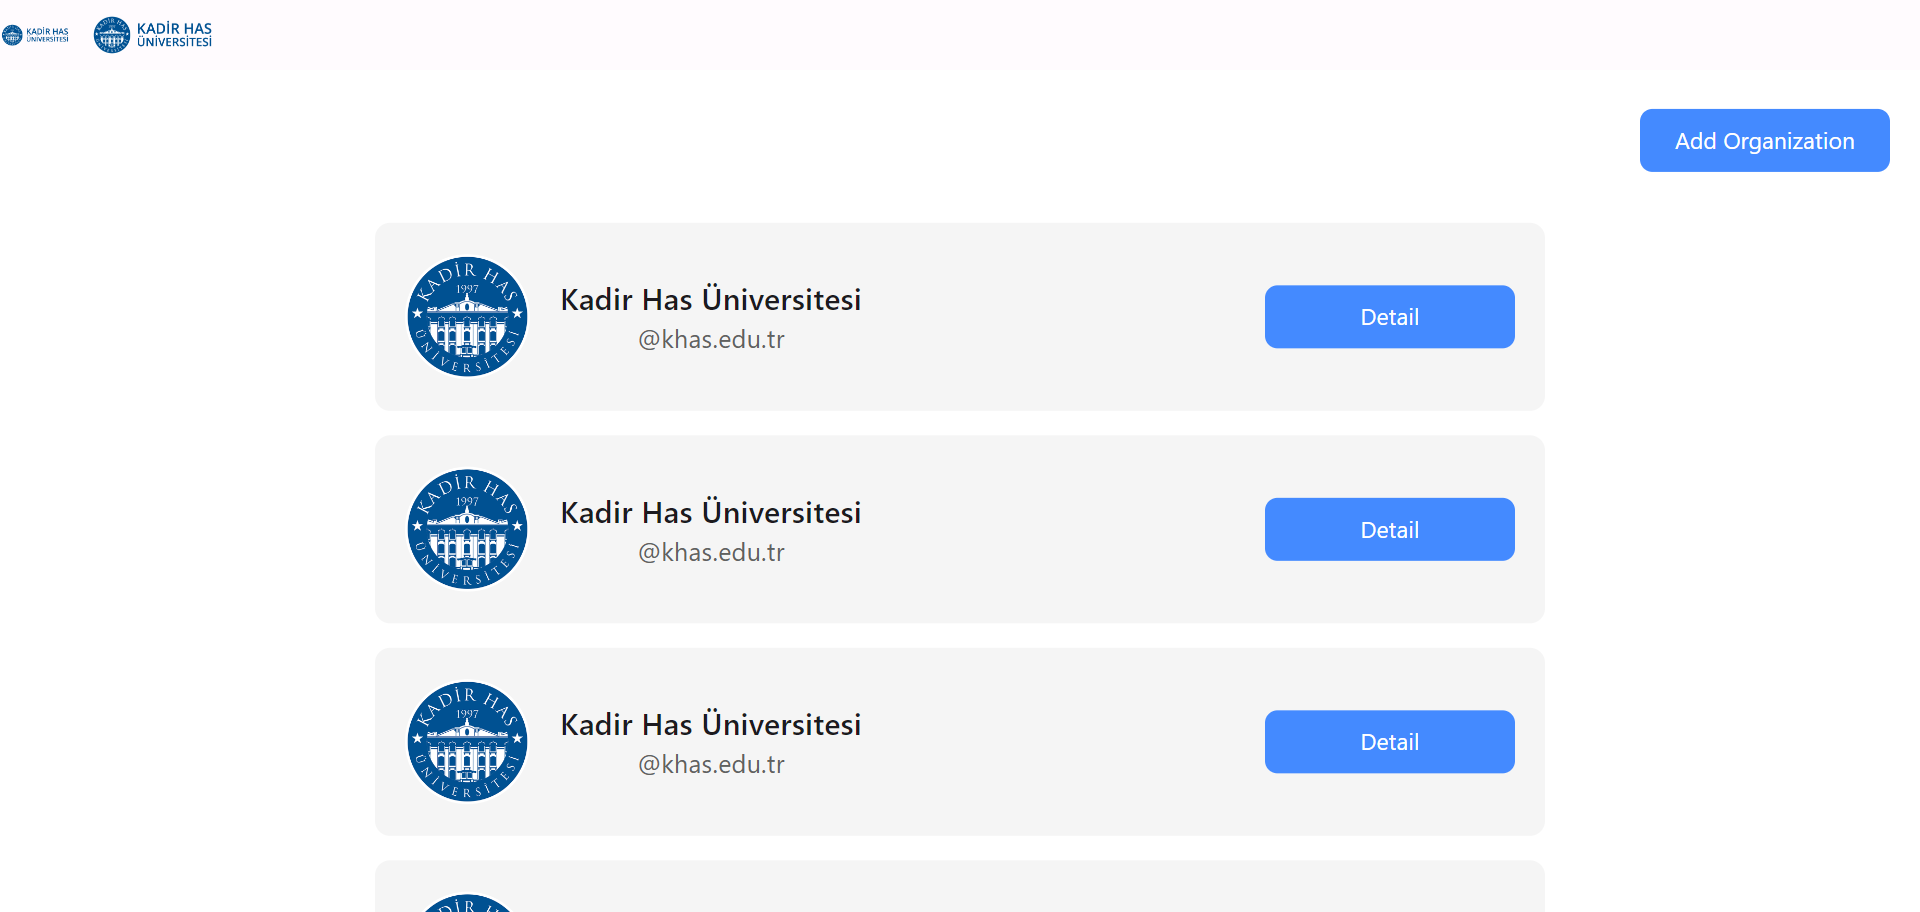 KADİR HAS
ÜNİVERSİTESİ
KADİR HAS
ÜNİVERSİTESİ
Add Organization
KADİR HAS
1997
ÜNİVERSİTESİ
Kadir Has Üniversitesi
@khas.edu.tr
Detail
KADİR HAS
1997
ÜNİVERSİTESİ
Kadir Has Üniversitesi
@khas.edu.tr
Detail
KADİR HAS
1997
ÜNİVERSİTESİ
Kadir Has Üniversitesi
@khas.edu.tr
Detail